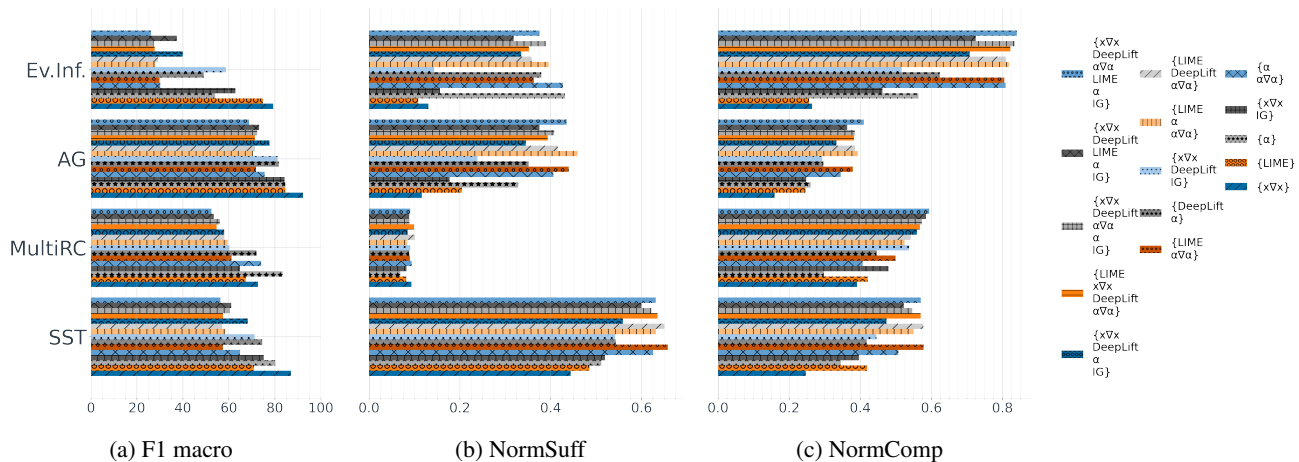 Ev.Inf.
AG
MultiRC
SST
0 20 40 60 80 100
0.0 0.2 0.4 0.6
0.0 0.2 0.4 0.6 0.8
(a) F1 macro
(b) NormSuff
(c) NormComp
{x∇x
DeepLift
α∇α
LIME
α
IG}
{x∇x
DeepLift
LIME
α
IG}
{x∇x
DeepLift
α∇α
α
IG}
{LIME
x∇x
DeepLift
α∇α}
{x∇x
DeepLift
α
IG}
{LIME
DeepLift
α∇α}
{LIME
α
α∇α}
{x∇x
DeepLift
IG}
{DeepLift
α}
{LIME
α∇α}
{α
α∇α}
{x∇x
IG}
{α}
{LIME}
{x∇x}